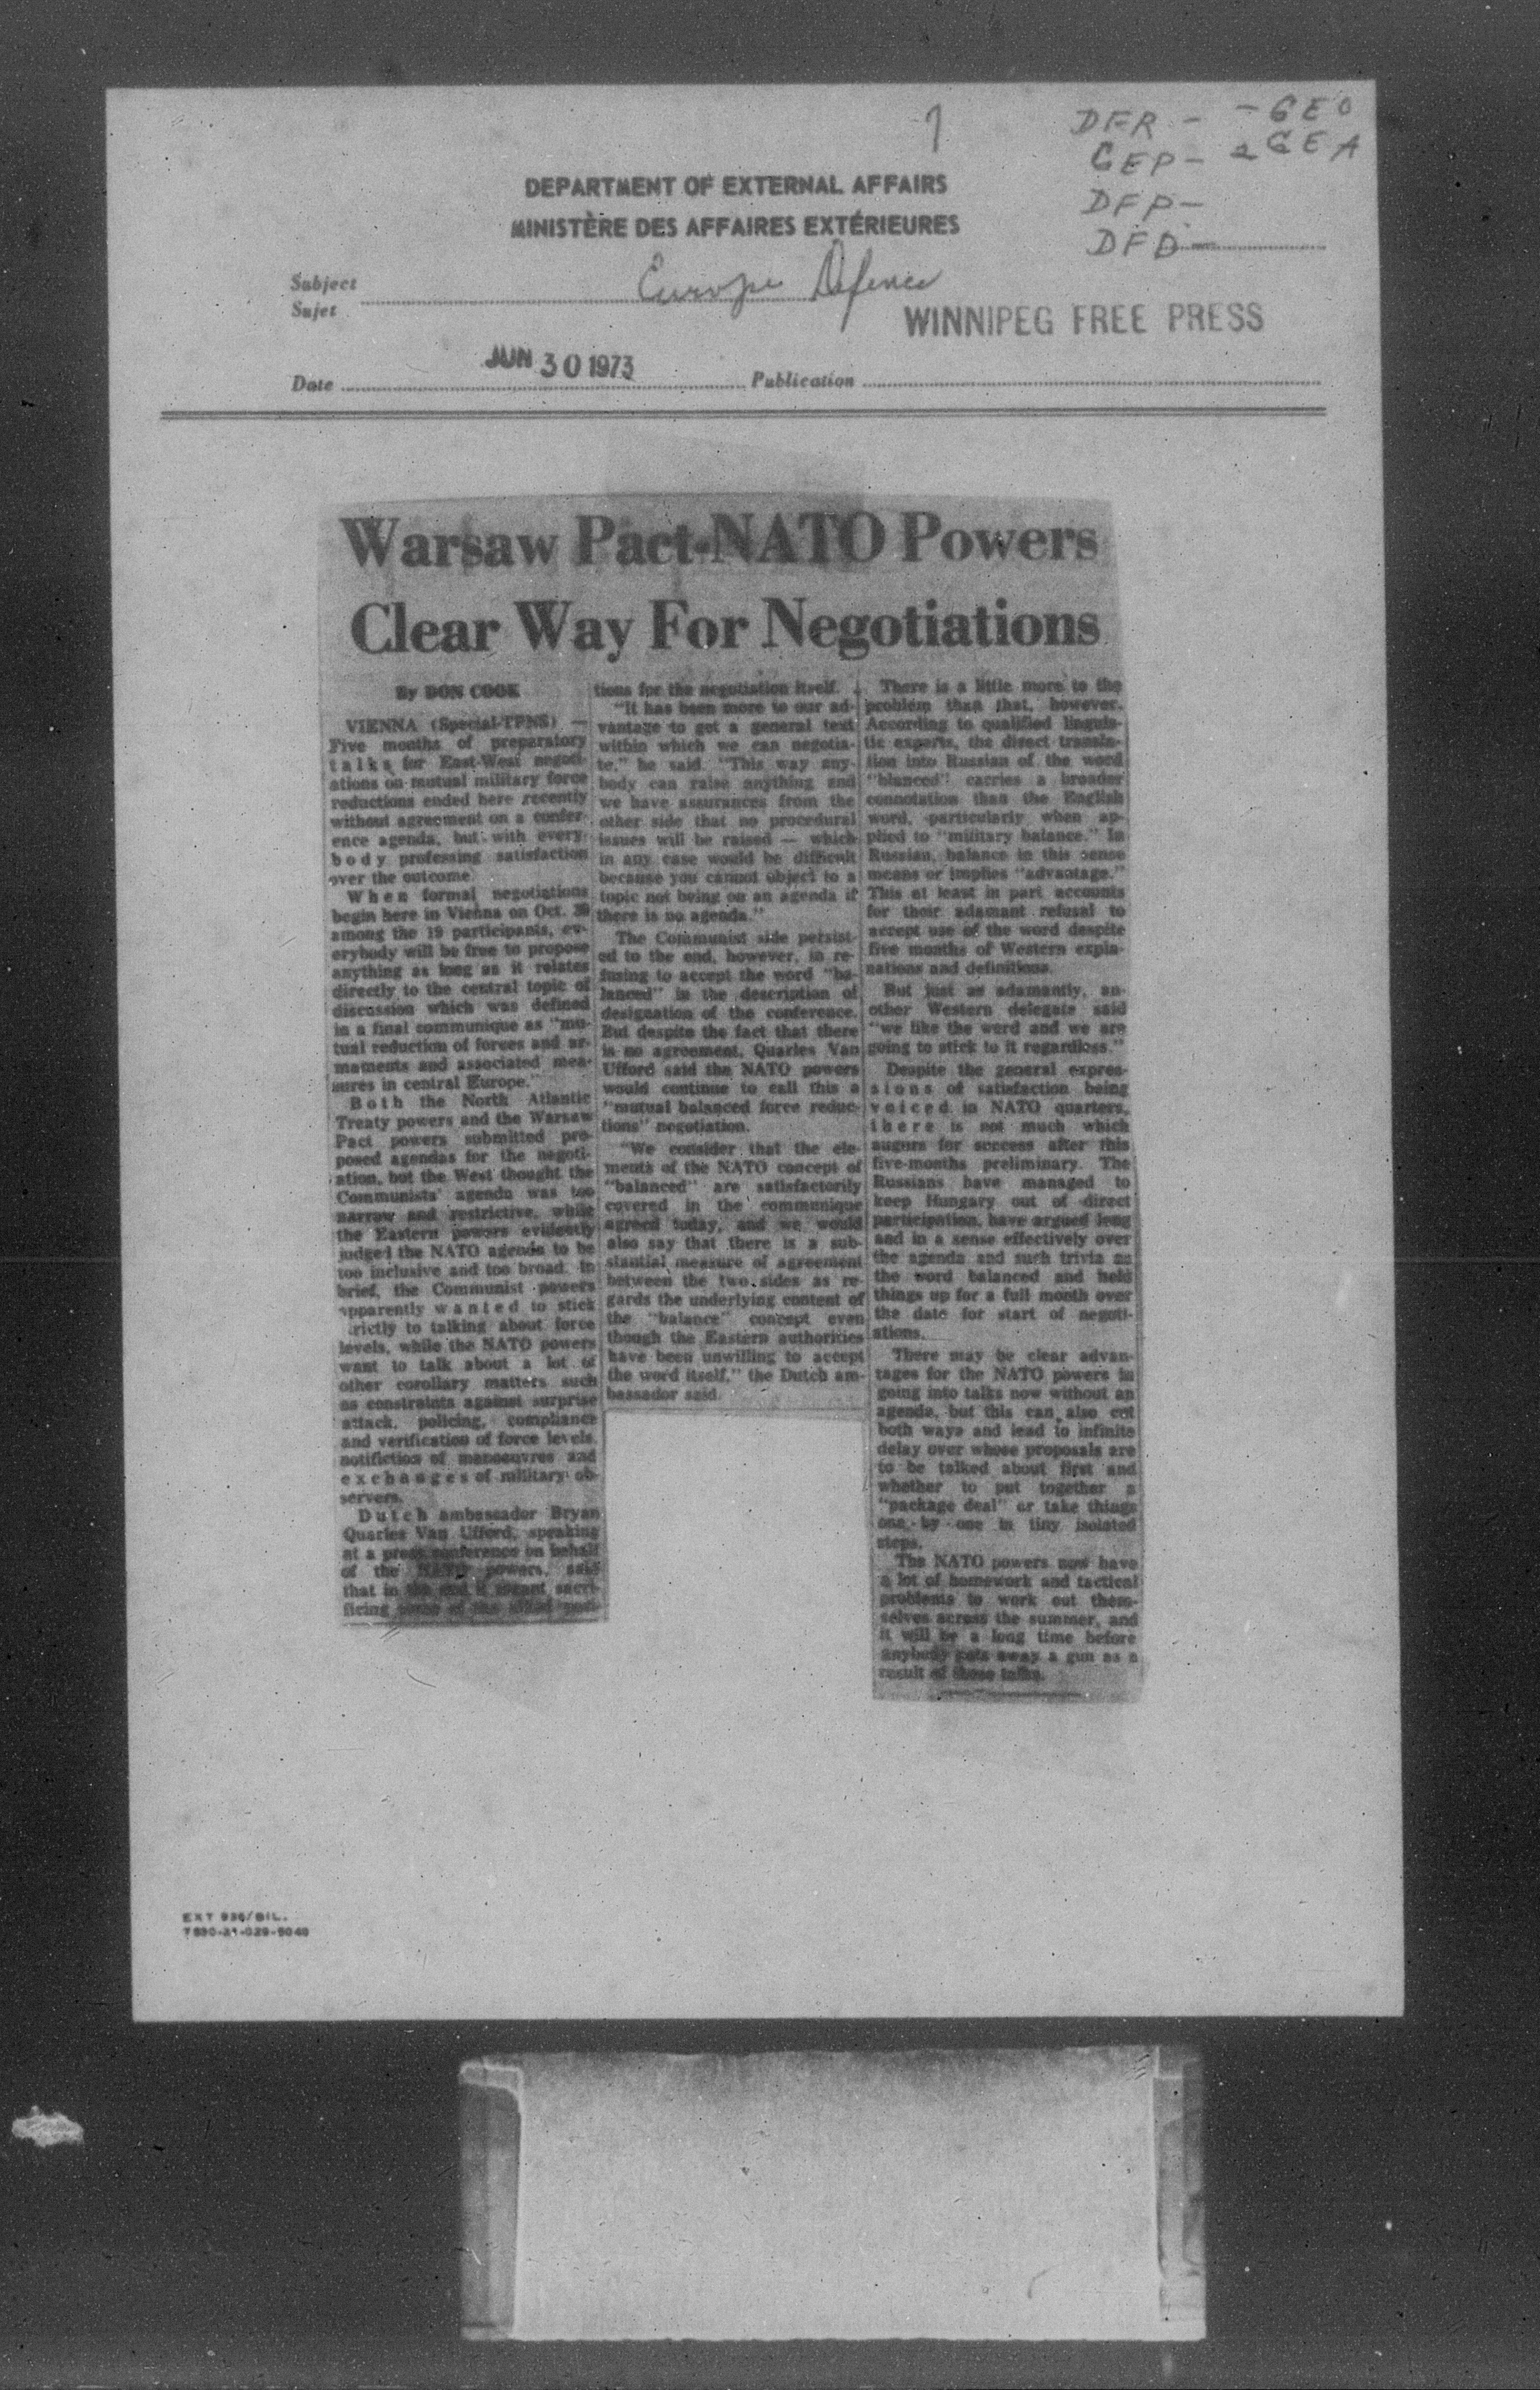 7
DFR - - GEO
GEP - 2 GEA
DFP -
DFD
DEPARTMENT OF EXTERNAL AFFAIRS
MINISTÈRE DES AFFAIRES EXTÉRIEURES
Subject Europe Defence
Sujet
WINNIPEG FREE PRESS
JUN 30 1973
Date Publication
Warsaw Pact-NATO Powers
Clear Way For Negotiations
By DON COOK
VIENNA (Special-TPNS) —
Five months of preparatory
talks for East-West negoti-
ations on mutual military force
reductions ended here recently
without agreement on a confer-
ence agenda, but with every-
body professing satisfaction
over the outcome.
When formal negotiations
begin here in Vienna on Oct. 30
among the 19 participants, ev-
erybody will be free to propose
anything as long as it relates
directly to the central topic of
discussion which was defined
in a final communique as "mu-
tual reduction of forces and ar-
maments and associated mea-
sures in central Europe."
Both the North Atlantic
Treaty powers and the Warsaw
Pact powers submitted pro-
posed agendas for the negoti-
ation, but the West thought the
Communists' agenda was too
narrow and restrictive, while
the Eastern powers evidently
judged the NATO agenda to be
too inclusive and too broad. In
brief, the Communist powers
apparently wanted to stick
rictly to talking about force
levels, while the NATO powers
want to talk about a lot of
other corollary matters such
as constraints against surprise
attack, policing, compliance
and verification of force levels,
notifiction of manoeuvres and
exchanges of military ob-
servers.
Dutch ambassador Bryan
Quarles Van Ufford, speaking
at a press conference on behalf
of the NATO powers, said
that in the end it meant sacri-
ficing some of the allied posi-
tions for the negotiation itself.
"It has been more to our ad-
vantage to get a general text
within which we can negotia-
te," he said. "This way any-
body can raise anything and
we have assurances from the
other side that no procedural
issues will be raised — which
in any case would be difficult
because you cannot object to a
topic not being on an agenda if
there is no agenda."
The Communist side persist-
ed to the end, however, in re-
fusing to accept the word "ba-
lanced" in the description of
designation of the conference.
But despite the fact that there
is no agreement, Quarles Van
Ufford said the NATO powers
would continue to call this a
"mutual balanced force reduc-
tions" negotiation.
"We consider that the ele-
ments of the NATO concept of
"balanced" are satisfactorily
covered in the communique
agreed today, and we would
also say that there is a sub-
stantial measure of agreement
between the two sides as re-
gards the underlying content of
the "balance" concept even
though the Eastern authorities
have been unwilling to accept
the word itself," the Dutch am-
bassador said.
There is a little more to the
problem than that, however.
According to qualified linguis-
tic experts, the direct transla-
tion into Russian of the word
"blanced" carries a broader
connotation than the English
word, particularly when ap-
plied to "military balance." In
Russian, balance in this sense
means or implies "advantage."
This at least in part accounts
for their adamant refusal to
accept use of the word despite
five months of Western expla-
nations and definitions.
But just as adamantly, an-
other Western delegate said
"we like the word and we are
going to stick to it regardless."
Despite the general expres-
sions of satisfaction being
voiced in NATO quarters,
there is not much which
augurs for success after this
five-months preliminary. The
Russians have managed to
keep Hungary out of direct
participation, have argued long
and in a sense effectively over
the agenda and such trivia as
the word balanced and held
things up for a full month over
the date for start of negoti-
ations.
There may be clear advan-
tages for the NATO powers in
going into talks now without an
agenda, but this can also cut
both ways and lead to infinite
delay over whose proposals are
to be talked about first and
whether to put together a
"package deal" or take things
one-by-one in tiny isolated
steps.
The NATO powers now have
a lot of homework and tactical
problems to work out them-
selves across the summer, and
it will be a long time before
anybody puts away a gun as a
result of these talks.
EXT 936/BIL.
7530-21-029-5040